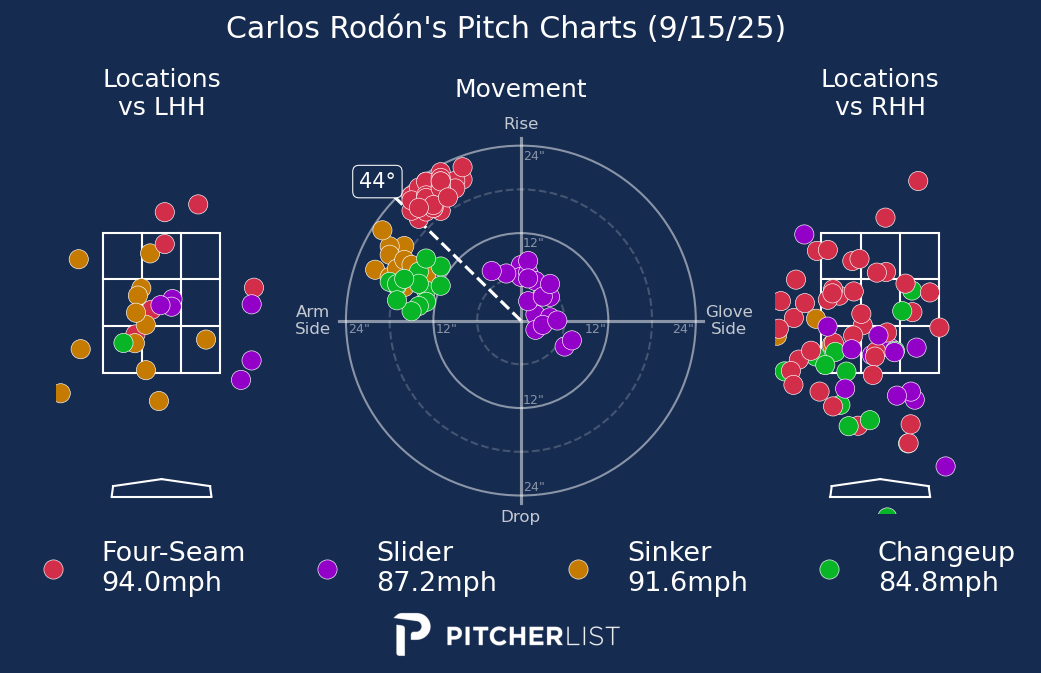 Carlos Rodón's Pitch Charts (9/15/25)
Locations
vs LHH
Movement
Locations
vs RHH
Rise
24"
44°
12"
Arm
Side
24"
12"
12"
24"
Glove
Side
12"
24"
Drop
Four-Seam
94.0mph
Slider
87.2mph
Sinker
91.6mph
Changeup
84.8mph
PITCHERLIST